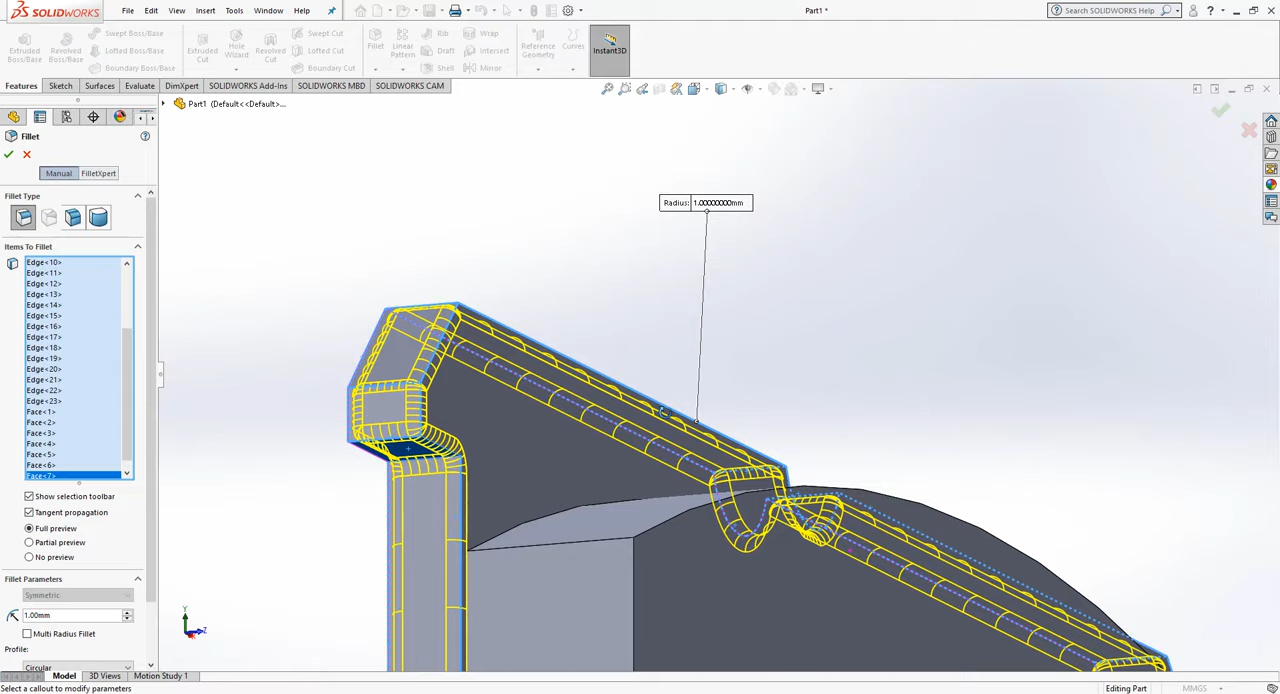 SOLIDWORKS
File Edit View Insert Tools Window Help
Part1 *
Search SOLIDWORKS Help
Extruded Boss/Base
Revolved Boss/Base
Swept Boss/Base
Lofted Boss/Base
Boundary Boss/Base
Extruded Cut
Hole Wizard
Revolved Cut
Swept Cut
Lofted Cut
Boundary Cut
Fillet
Linear Pattern
Rib
Draft
Shell
Wrap
Intersect
Mirror
Reference Geometry
Curves
Instant3D
Features Sketch Surfaces Evaluate DimXpert SOLIDWORKS Add-Ins SOLIDWORKS MBD SOLIDWORKS CAM
Part1 (Default<<Default>...
Fillet
Manual FilletXpert
Fillet Type
Items To Fillet
Edge<10>
Edge<11>
Edge<12>
Edge<13>
Edge<14>
Edge<15>
Edge<16>
Edge<17>
Edge<18>
Edge<19>
Edge<20>
Edge<21>
Edge<22>
Edge<23>
Face<1>
Face<2>
Face<3>
Face<4>
Face<5>
Face<6>
Face<7>
Show selection toolbar
Tangent propagation
Full preview
Partial preview
No preview
Fillet Parameters
Symmetric
1.00mm
Multi Radius Fillet
Profile:
Circular
Radius: 1.00000000mm
Y
Z
Model 3D Views Motion Study 1
Select a callout to modify parameters
Editing Part
MMGS